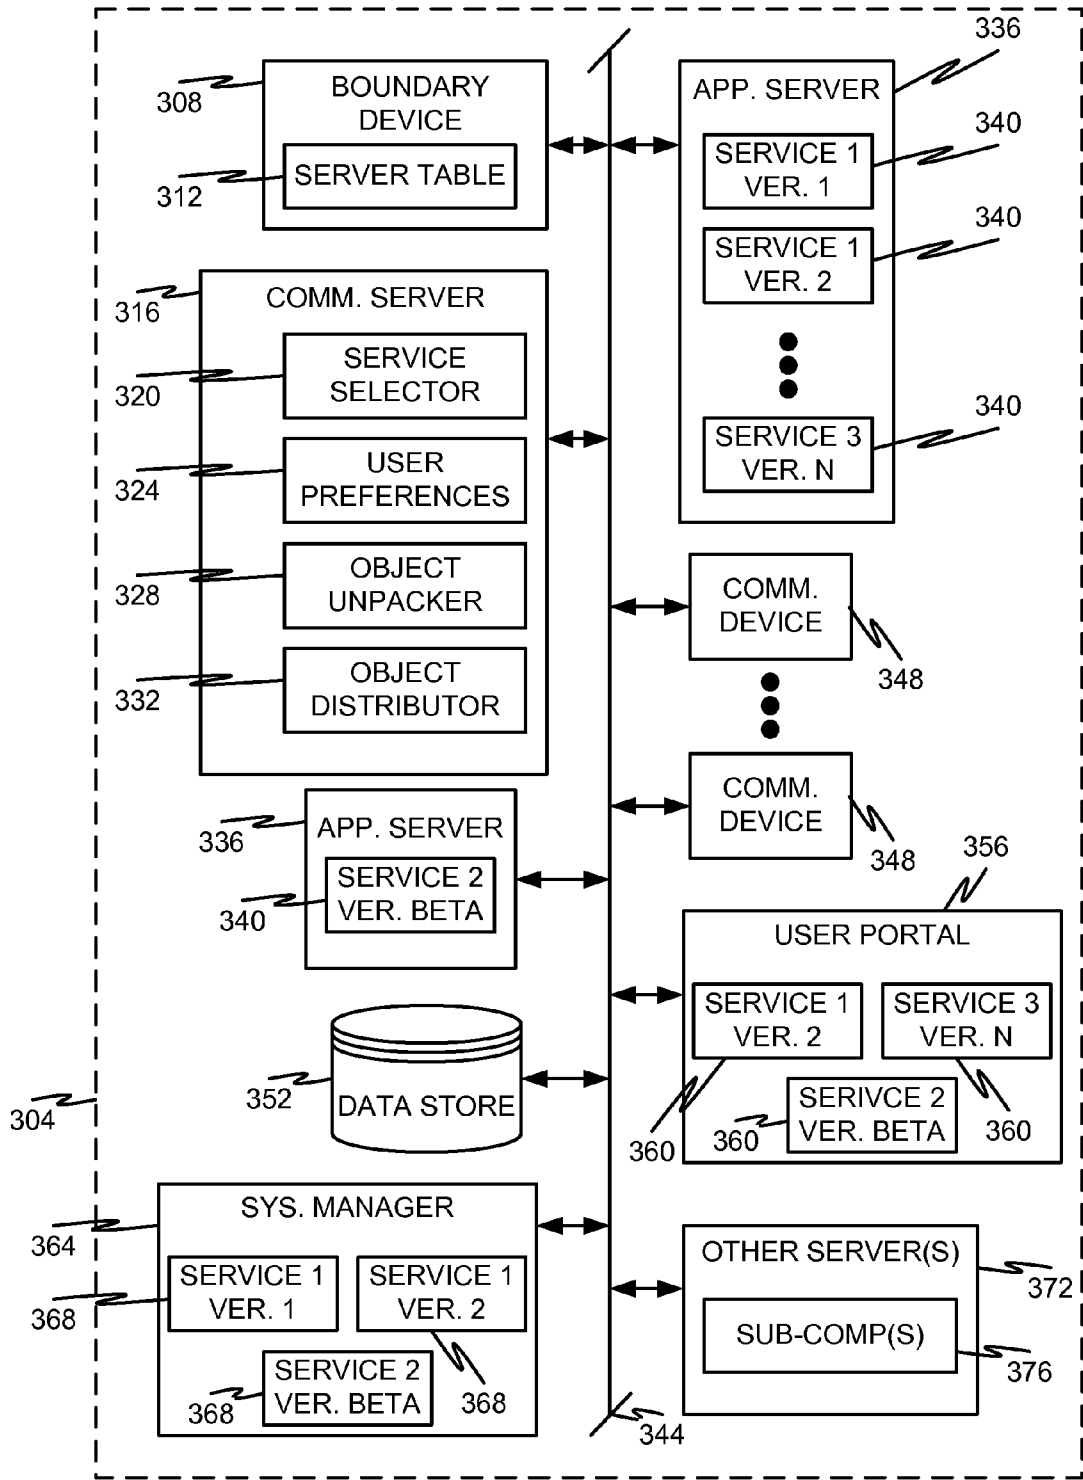 308
BOUNDARY
DEVICE
312
SERVER TABLE
336
APP. SERVER
340
SERVICE 1
VER. 1
340
SERVICE 1
VER. 2
340
SERVICE 3
VER. N
316
COMM. SERVER
320
SERVICE
SELECTOR
324
USER
PREFERENCES
328
OBJECT
UNPACKER
332
OBJECT
DISTRIBUTOR
COMM.
DEVICE
348
COMM.
DEVICE
348
336
APP. SERVER
340
SERVICE 2
VER. BETA
356
USER PORTAL
SERVICE 1
VER. 2
SERVICE 3
VER. N
360
360
SERIVCE 2
VER. BETA
360
352
DATA STORE
304
364
SYS. MANAGER
368
SERVICE 1
VER. 1
SERVICE 1
VER. 2
368
SERVICE 2
VER. BETA
368
OTHER SERVER(S)
372
SUB-COMP(S)
376
344